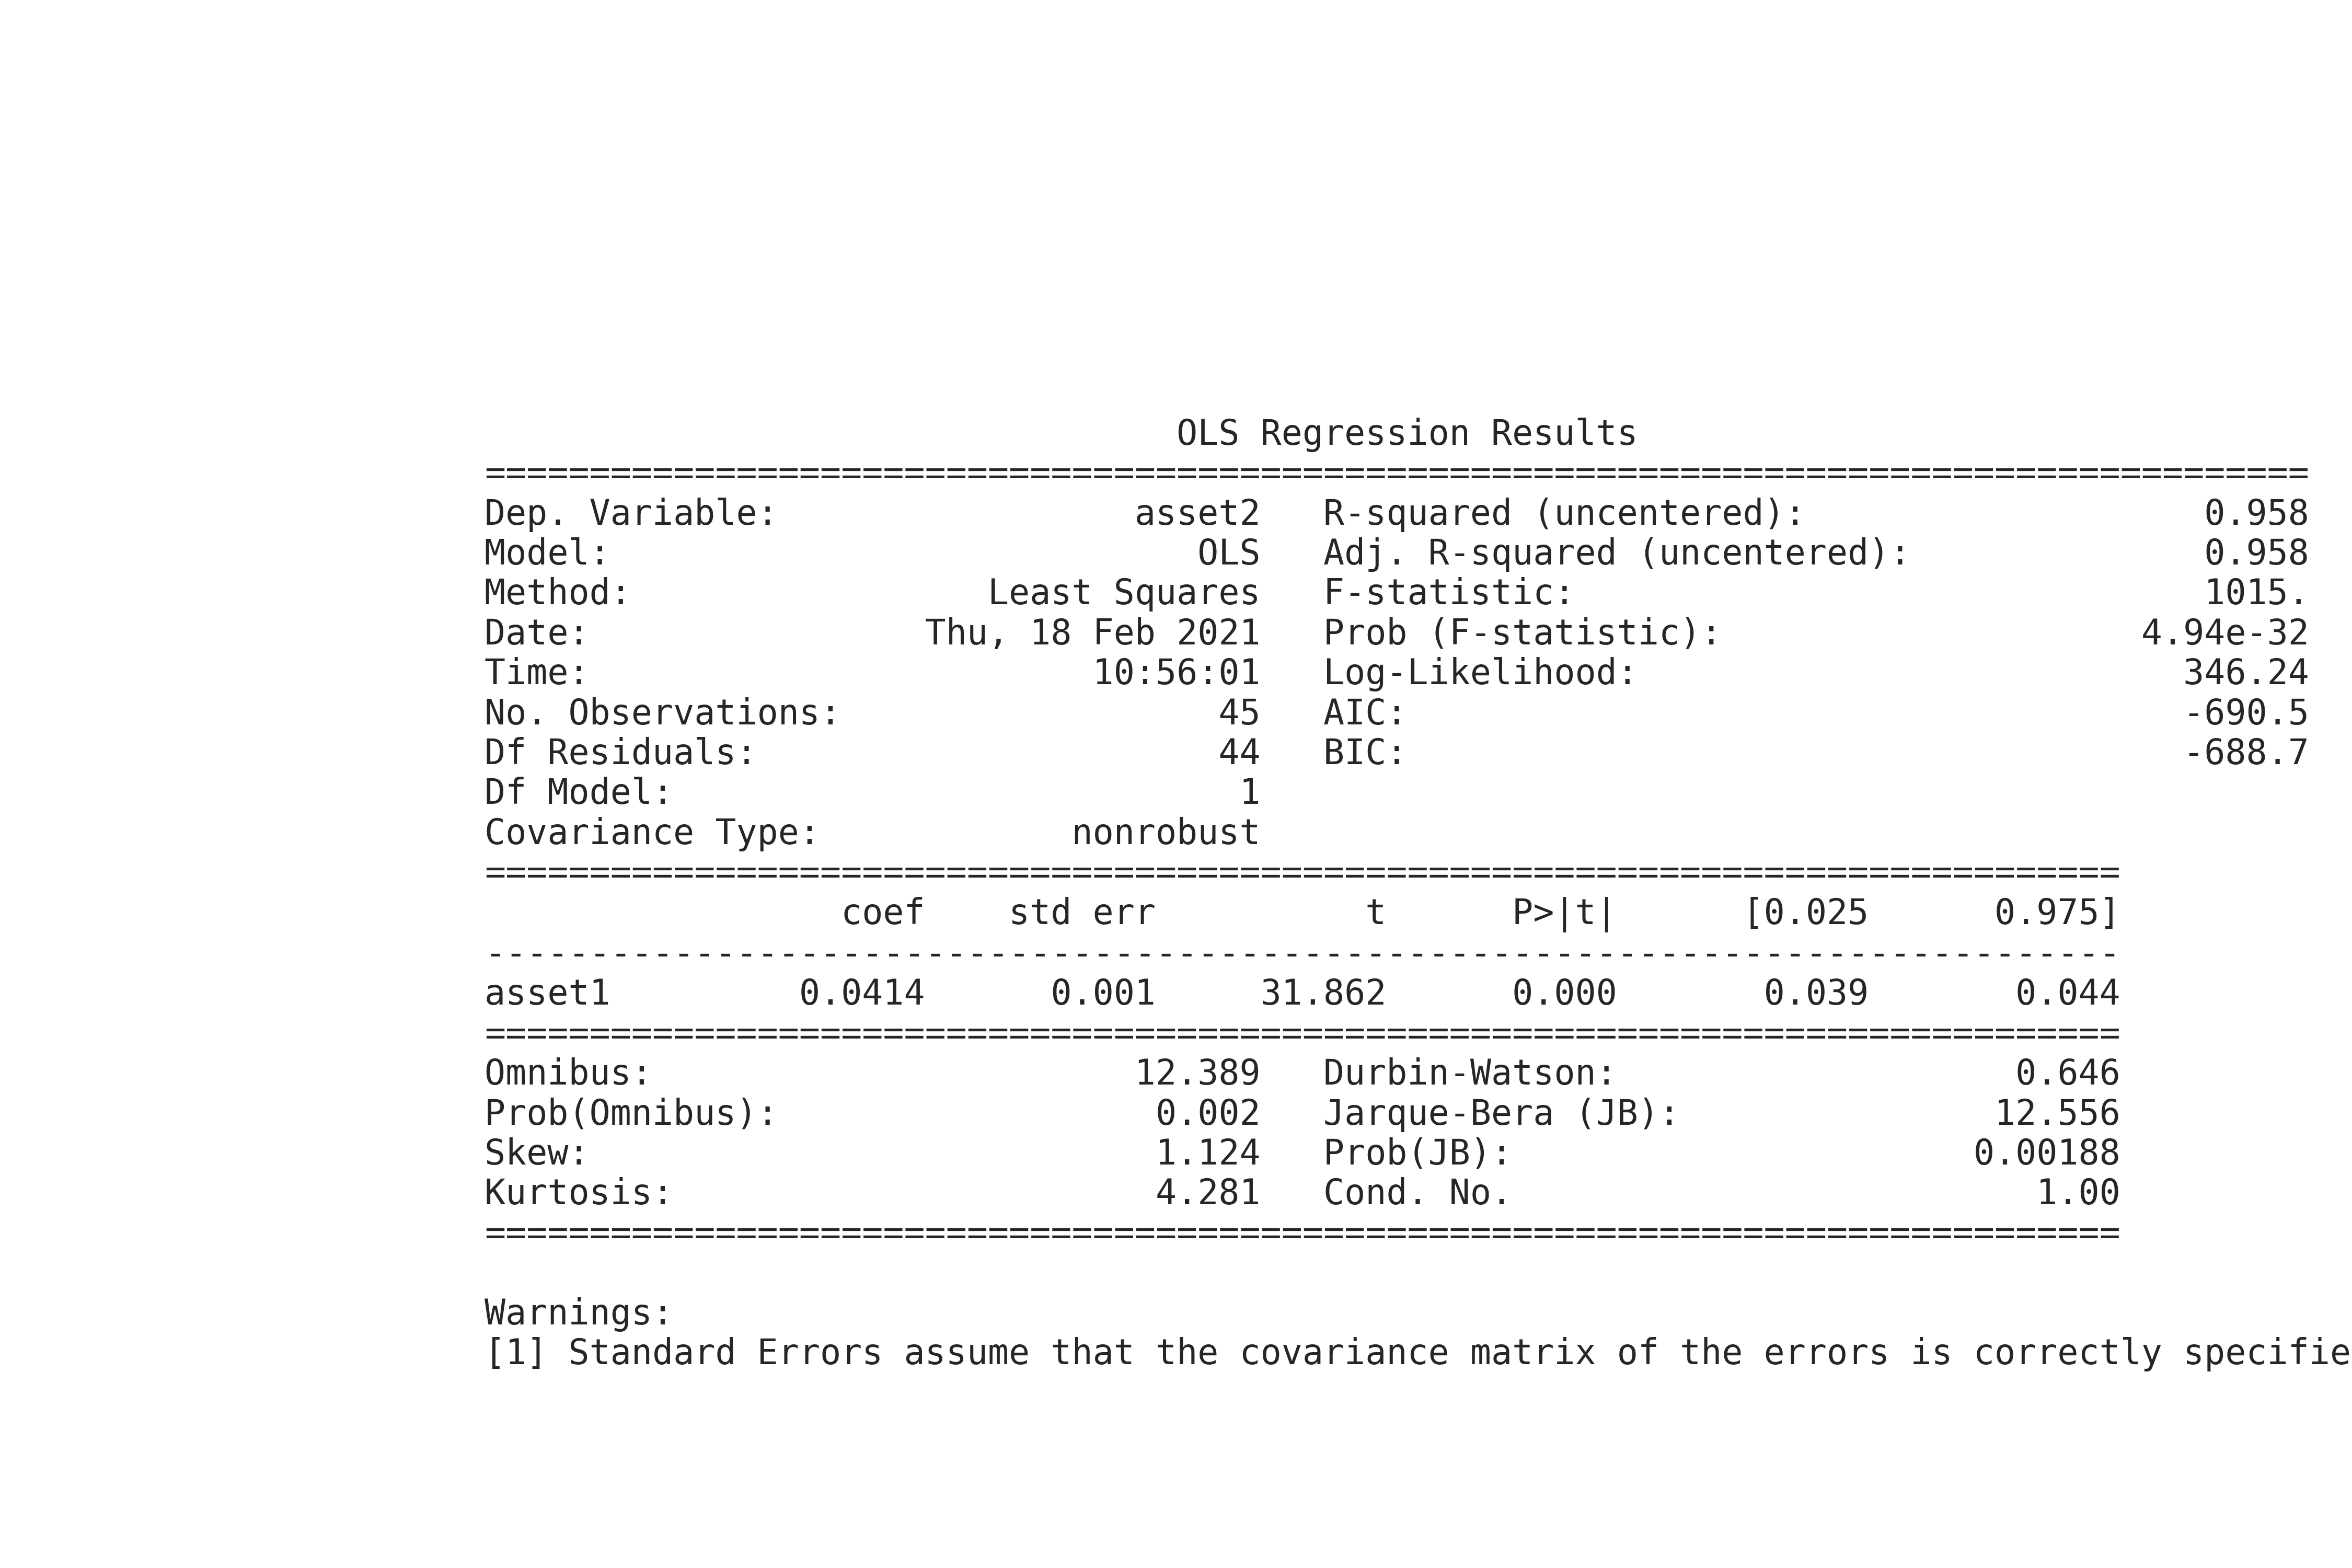 OLS Regression Results
=======================================================================================
Dep. Variable:                 asset2   R-squared (uncentered):                   0.958
Model:                            OLS   Adj. R-squared (uncentered):              0.958
Method:                 Least Squares   F-statistic:                              1015.
Date:                Thu, 18 Feb 2021   Prob (F-statistic):                    4.94e-32
Time:                        10:56:01   Log-Likelihood:                          346.24
No. Observations:                  45   AIC:                                     -690.5
Df Residuals:                      44   BIC:                                     -688.7
Df Model:                           1
Covariance Type:            nonrobust
==============================================================================
                 coef    std err          t      P>|t|      [0.025      0.975]
------------------------------------------------------------------------------
asset1         0.0414      0.001     31.862      0.000       0.039       0.044
==============================================================================
Omnibus:                       12.389   Durbin-Watson:                   0.646
Prob(Omnibus):                  0.002   Jarque-Bera (JB):               12.556
Skew:                           1.124   Prob(JB):                      0.00188
Kurtosis:                       4.281   Cond. No.                         1.00
==============================================================================
Warnings:
[1] Standard Errors assume that the covariance matrix of the errors is correctly specifie